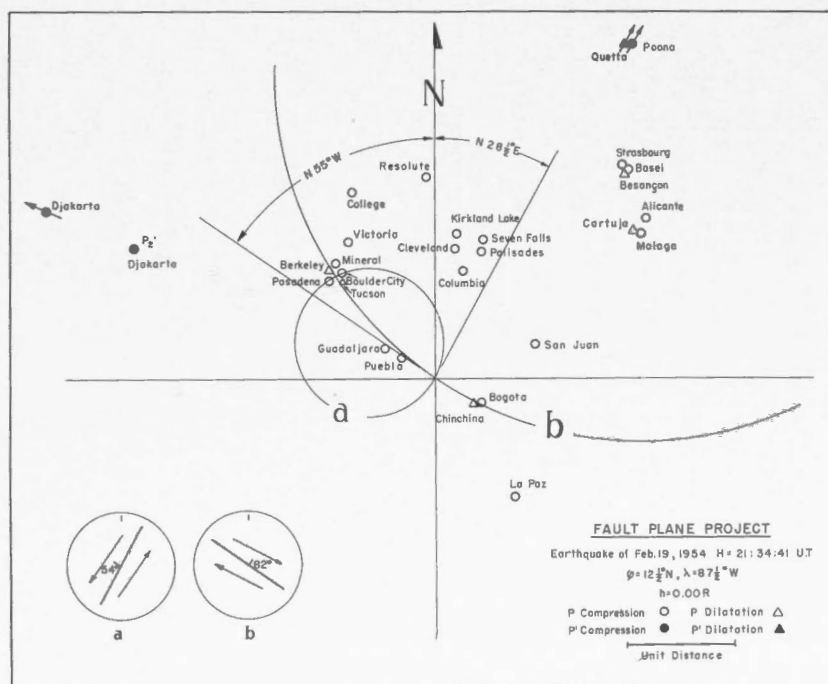 Quetta Poona
N
N 28½°E
N 55°W
Strasbourg
Basel
Besançon
Resolute
College
Alicante
Cartuja
Malaga
Djakarta
P₂'
Djakarta
Kirkland Lake
Victoria
Cleveland
Seven Falls
Palisades
Mineral
Berkeley
Columbia
Pasadena
Boulder City
Tucson
San Juan
Guadaljara
Puebla
a
Bogota
Chinchina
b
La Paz
54°
82°
a
b
FAULT PLANE PROJECT
Earthquake of Feb. 19, 1954 H = 21:34:41 U.T
φ = 12½°N, λ = 87½°W
h = 0.00 R
P Compression ○ P Dilatation △
P' Compression ● P' Dilatation ▲
Unit Distance